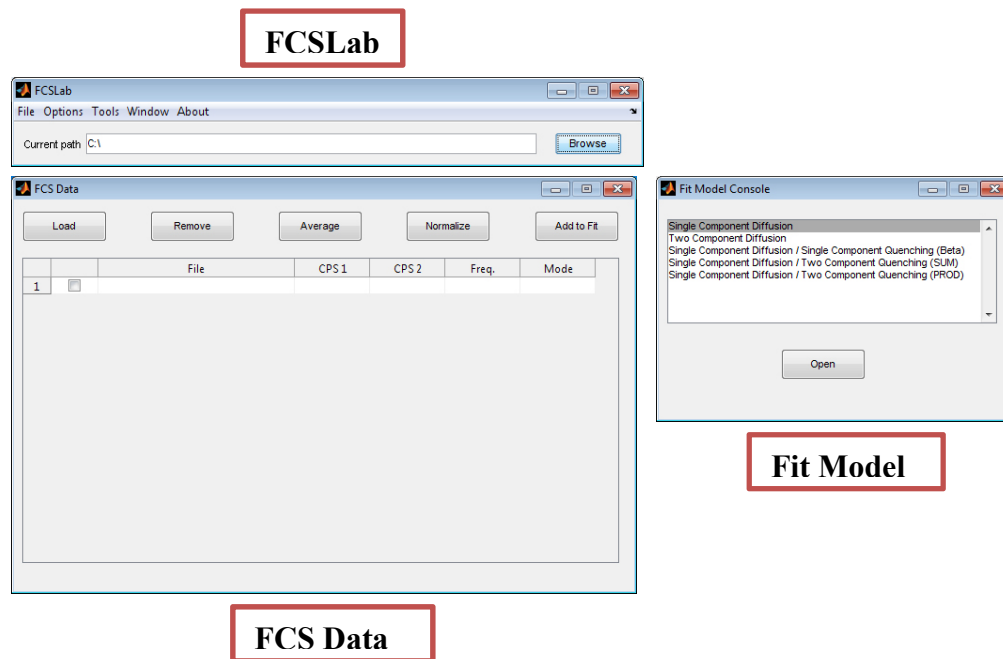 FCSLab
FCSLab
File Options Tools Window About
Current path C:\ Browse
FCS Data
Load Remove Average Normalize Add to Fit
File CPS 1 CPS 2 Freq. Mode
1
Fit Model Console
Single Component Diffusion
Two Component Diffusion
Single Component Diffusion / Single Component Quenching (Beta)
Single Component Diffusion / Two Component Quenching (SUM)
Single Component Diffusion / Two Component Quenching (PROD)
Open
Fit Model
FCS Data